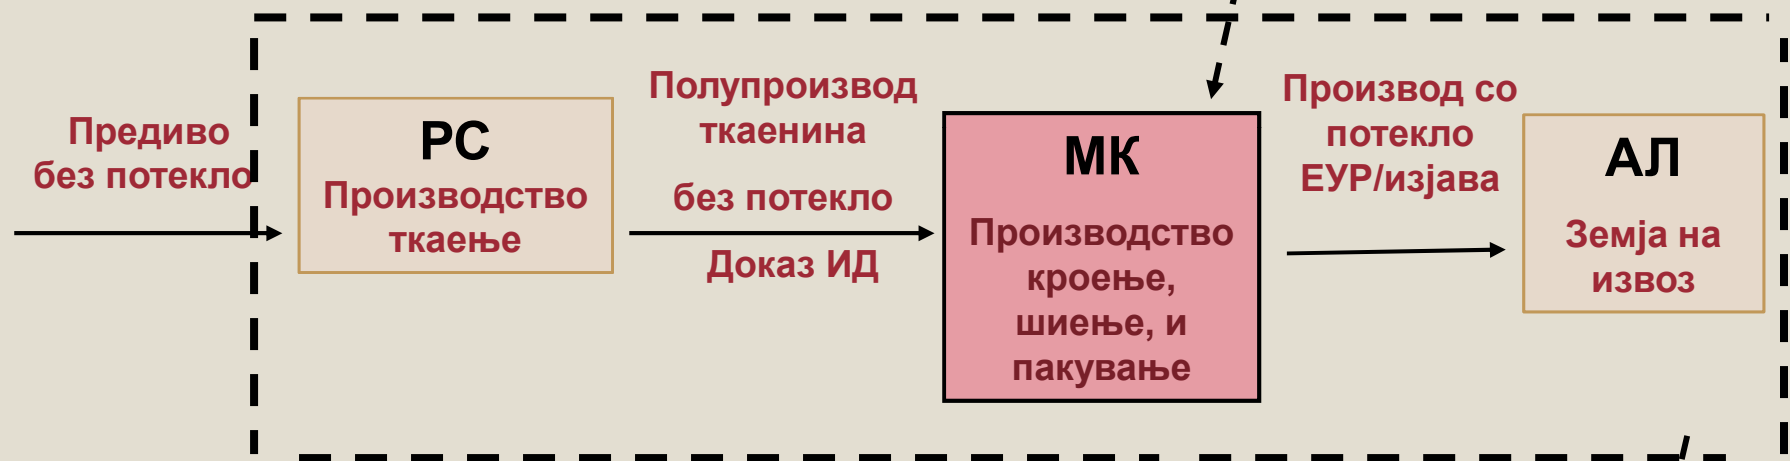 Предиво
без потекло
РС
Производство
ткаење
Полупроизвод
ткаенина
без потекло
Доказ ИД
МК
Производство
кроење,
шиење, и
пакување
Производ со
потекло
ЕУР/изјава
АЛ
Земја на
извоз